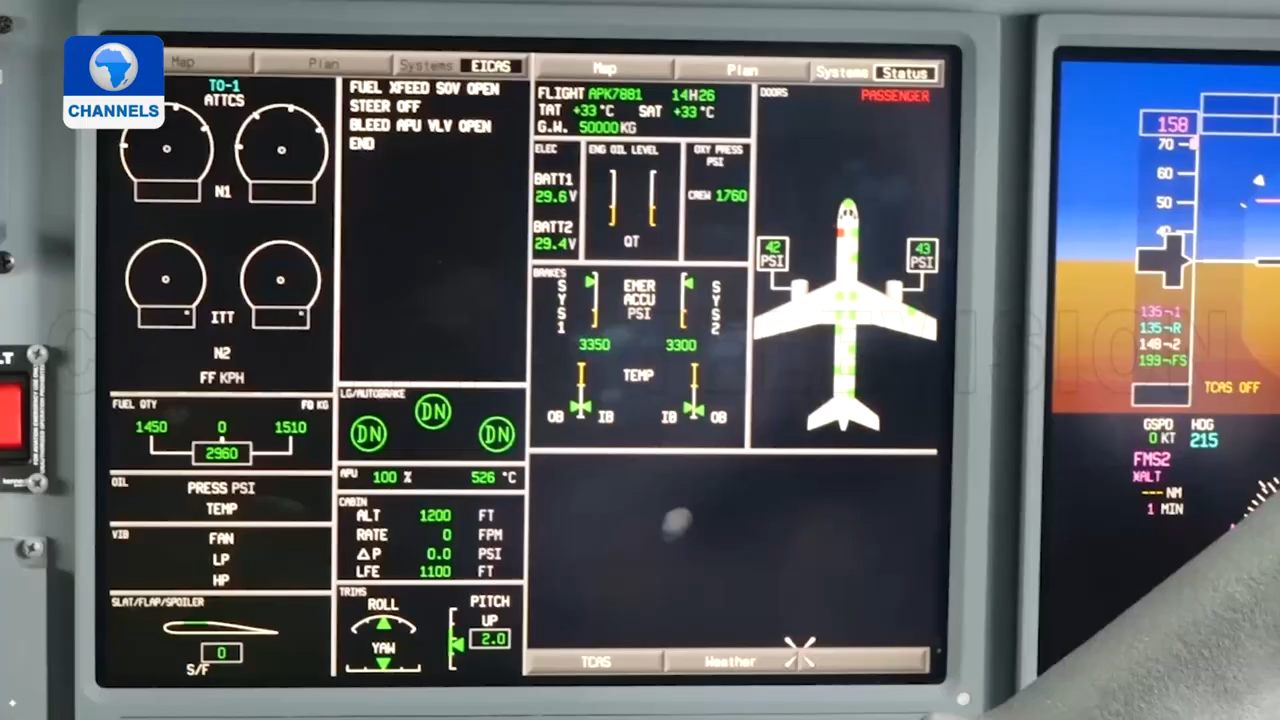 CHANNELS
Map
Plan
Systems
EICAS
TO-1
ATTCS
N1
ITT
N2
FF KPH
FUEL QTY
FQ KG
1450
0
1510
2960
OIL
PRESS PSI
TEMP
VIB
FAN
LP
HP
SLAT/FLAP/SPOILER
0
S/F
FUEL XFEED SOV OPEN
STEER OFF
BLEED APU VLV OPEN
END
LG/AUTOBRAKE
DN
DN
DN
APU 100 % 526 °C
CABIN
ALT 1200 FT
RATE 0 FPM
ΔP 0.0 PSI
LFE 1100 FT
TRIMS
ROLL
YAW
PITCH
UP
2.0
Map
Plan
Systems
Status
FLIGHT APK7881 14H26
TAT +33 °C SAT +33 °C
G.W. 50000 KG
ELEC
BATT1
29.6 V
BATT2
29.4 V
ENG OIL LEVEL
QT
OXY PRESS
PSI
CREW 1760
BRAKES
SYS1
EMER
ACCU
PSI
SYS2
3350
3300
TEMP
OB IB
IB OB
DOORS
PASSENGER
42
PSI
43
PSI
TCAS
Weather
158
70
60
50
40
135-1
135-R
148-2
199-FS
TCAS OFF
GSPD
0 KT
HDG
215
FMS2
XALT
--- NM
1 MIN